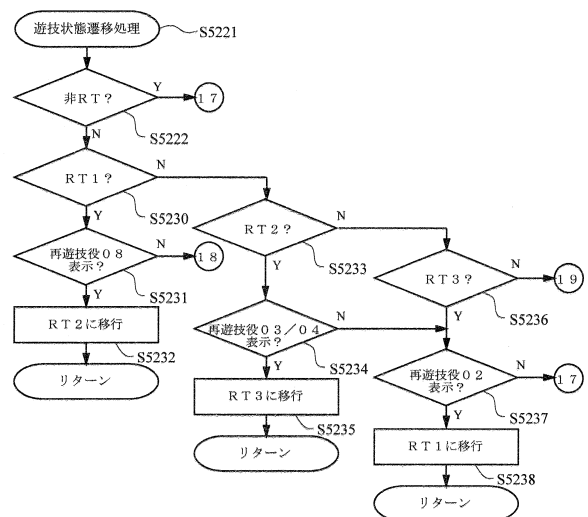 遊技状態遷移処理
S5221
非RT?
Y
17
S5222
N
RT1?
N
S5230
Y
再遊技役08
表示?
N
18
S5231
Y
RT2に移行
S5232
リターン
RT2?
N
S5233
Y
再遊技役03/04
表示?
N
S5234
Y
RT3に移行
S5235
リターン
RT3?
N
19
S5236
Y
再遊技役02
表示?
N
17
S5237
Y
RT1に移行
S5238
リターン